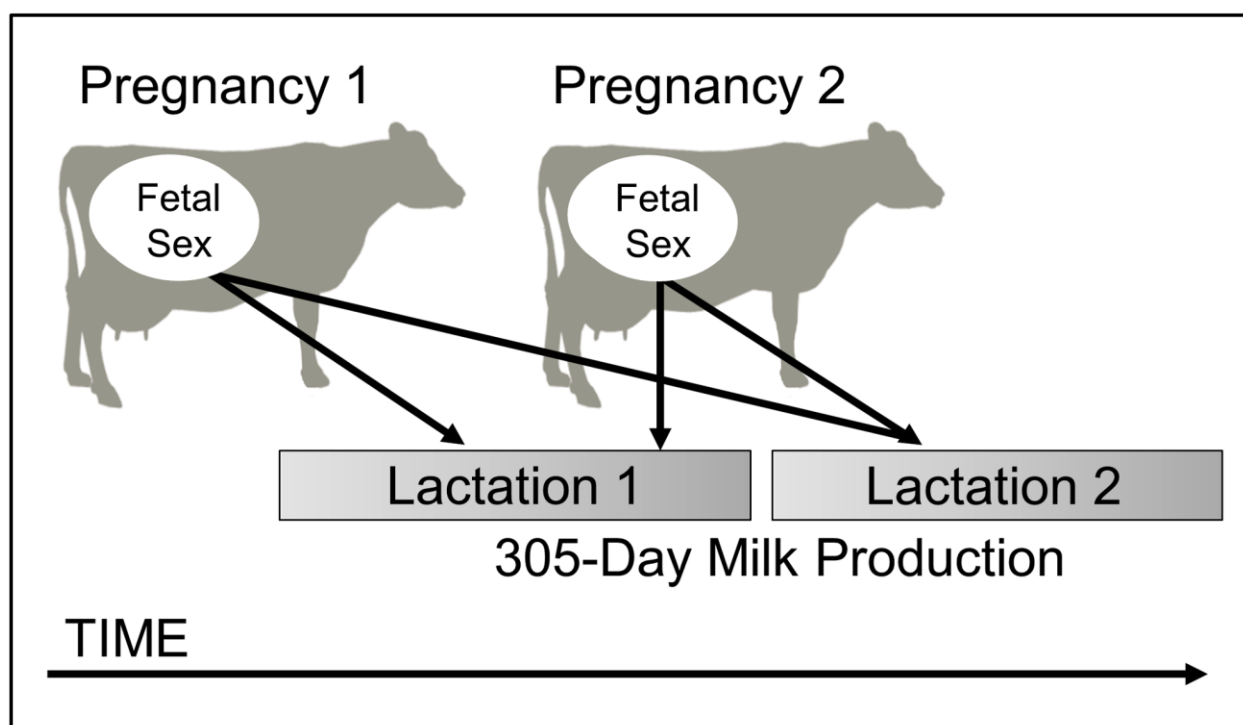 Pregnancy 1
Pregnancy 2
Fetal
Sex
Fetal
Sex
Lactation 1
Lactation 2
305-Day Milk Production
TIME